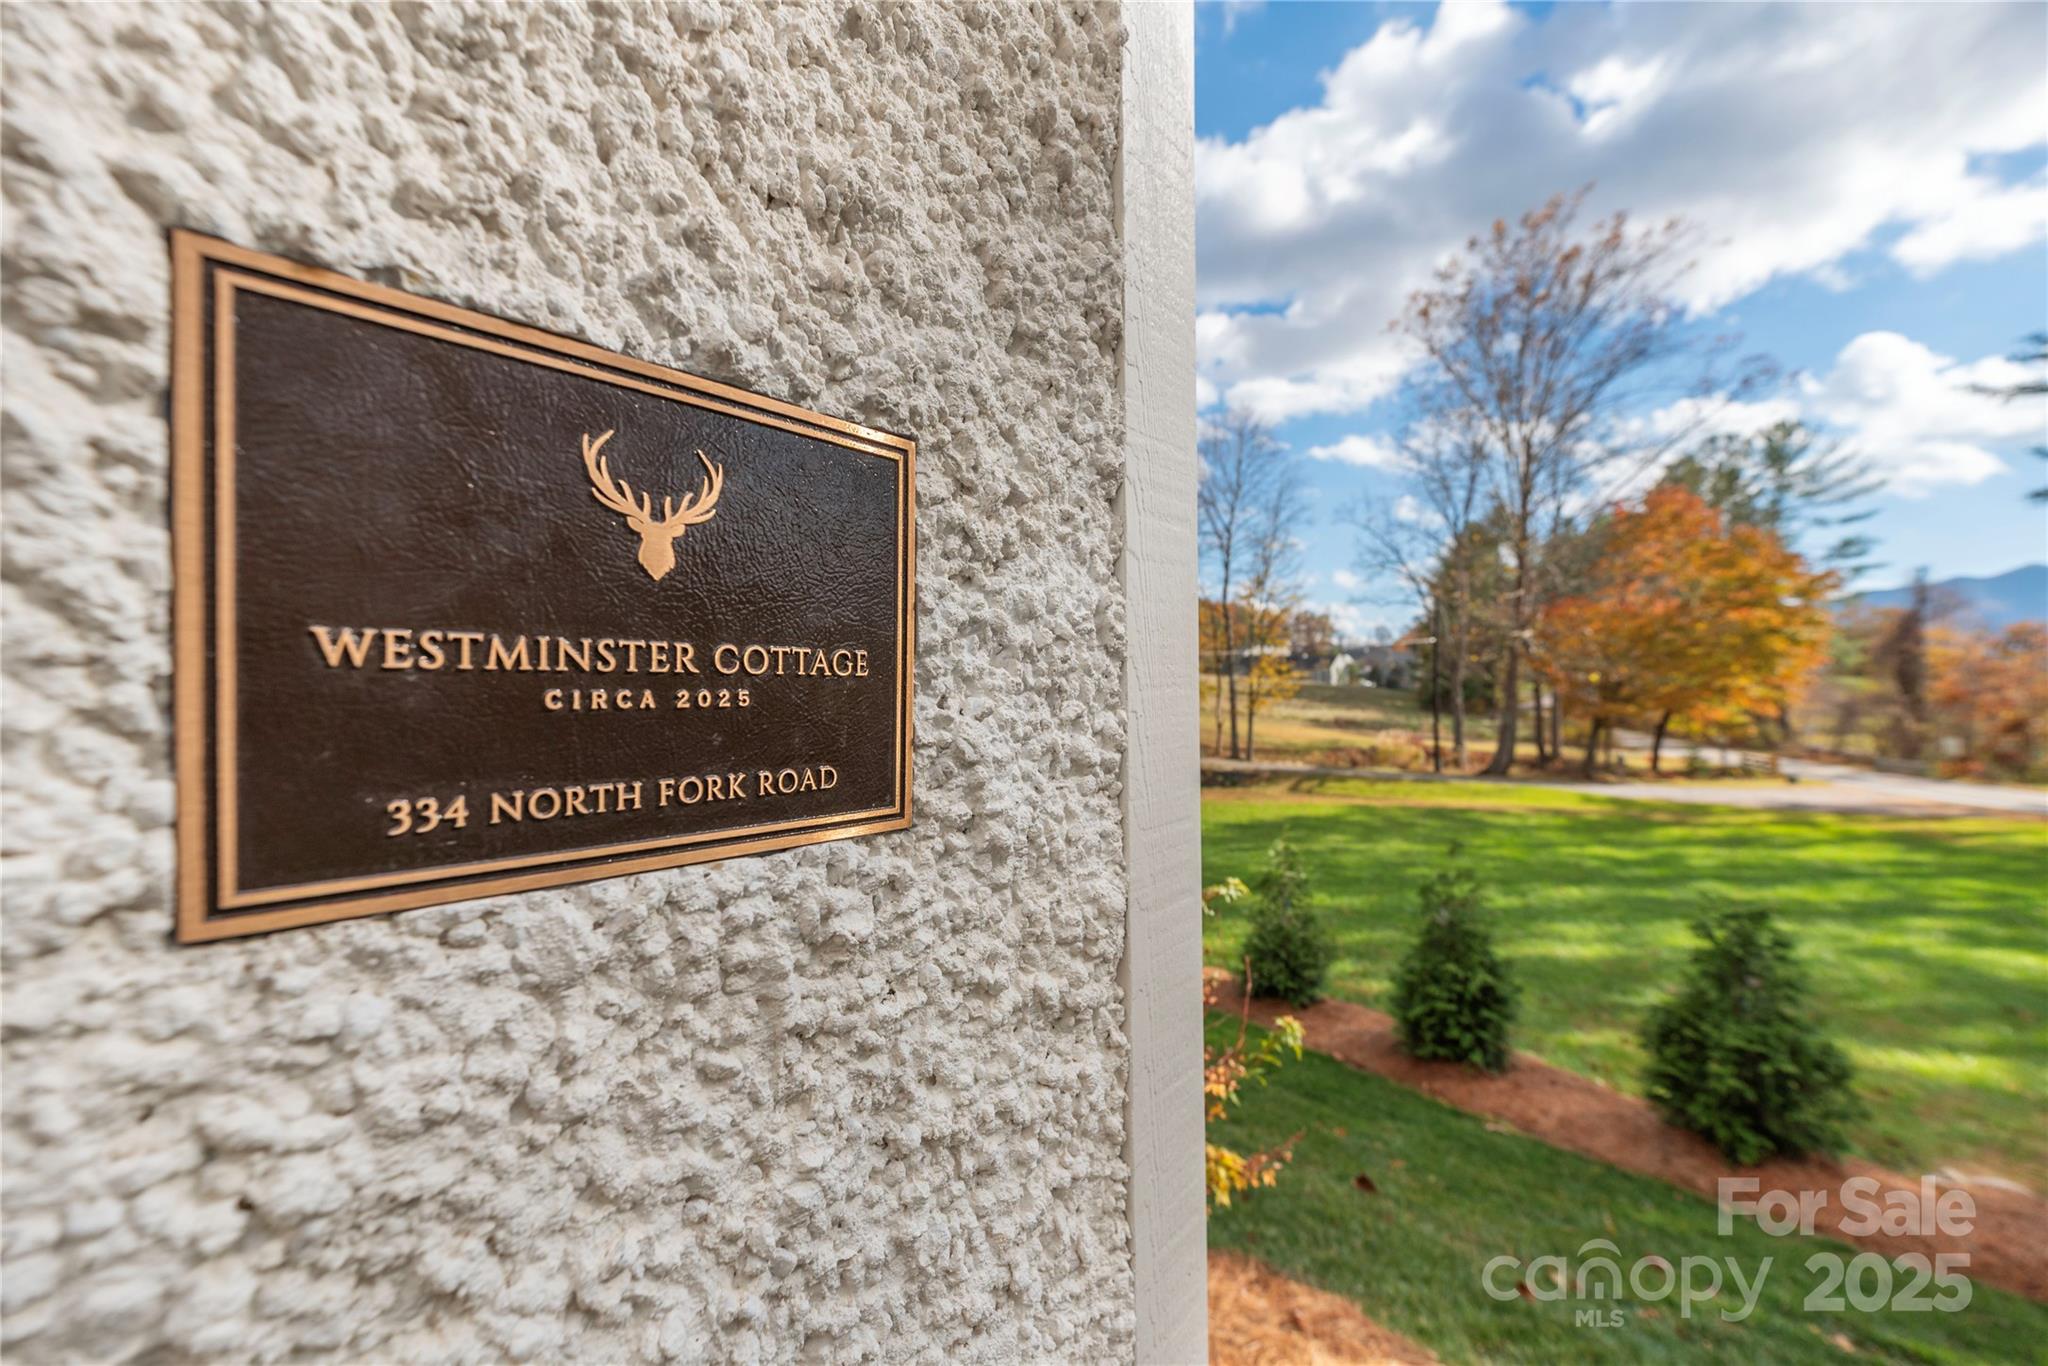 WESTMINSTER COTTAGE
CIRCA 2025
334 NORTH FORK ROAD
For Sale
canopy 2025
MLS